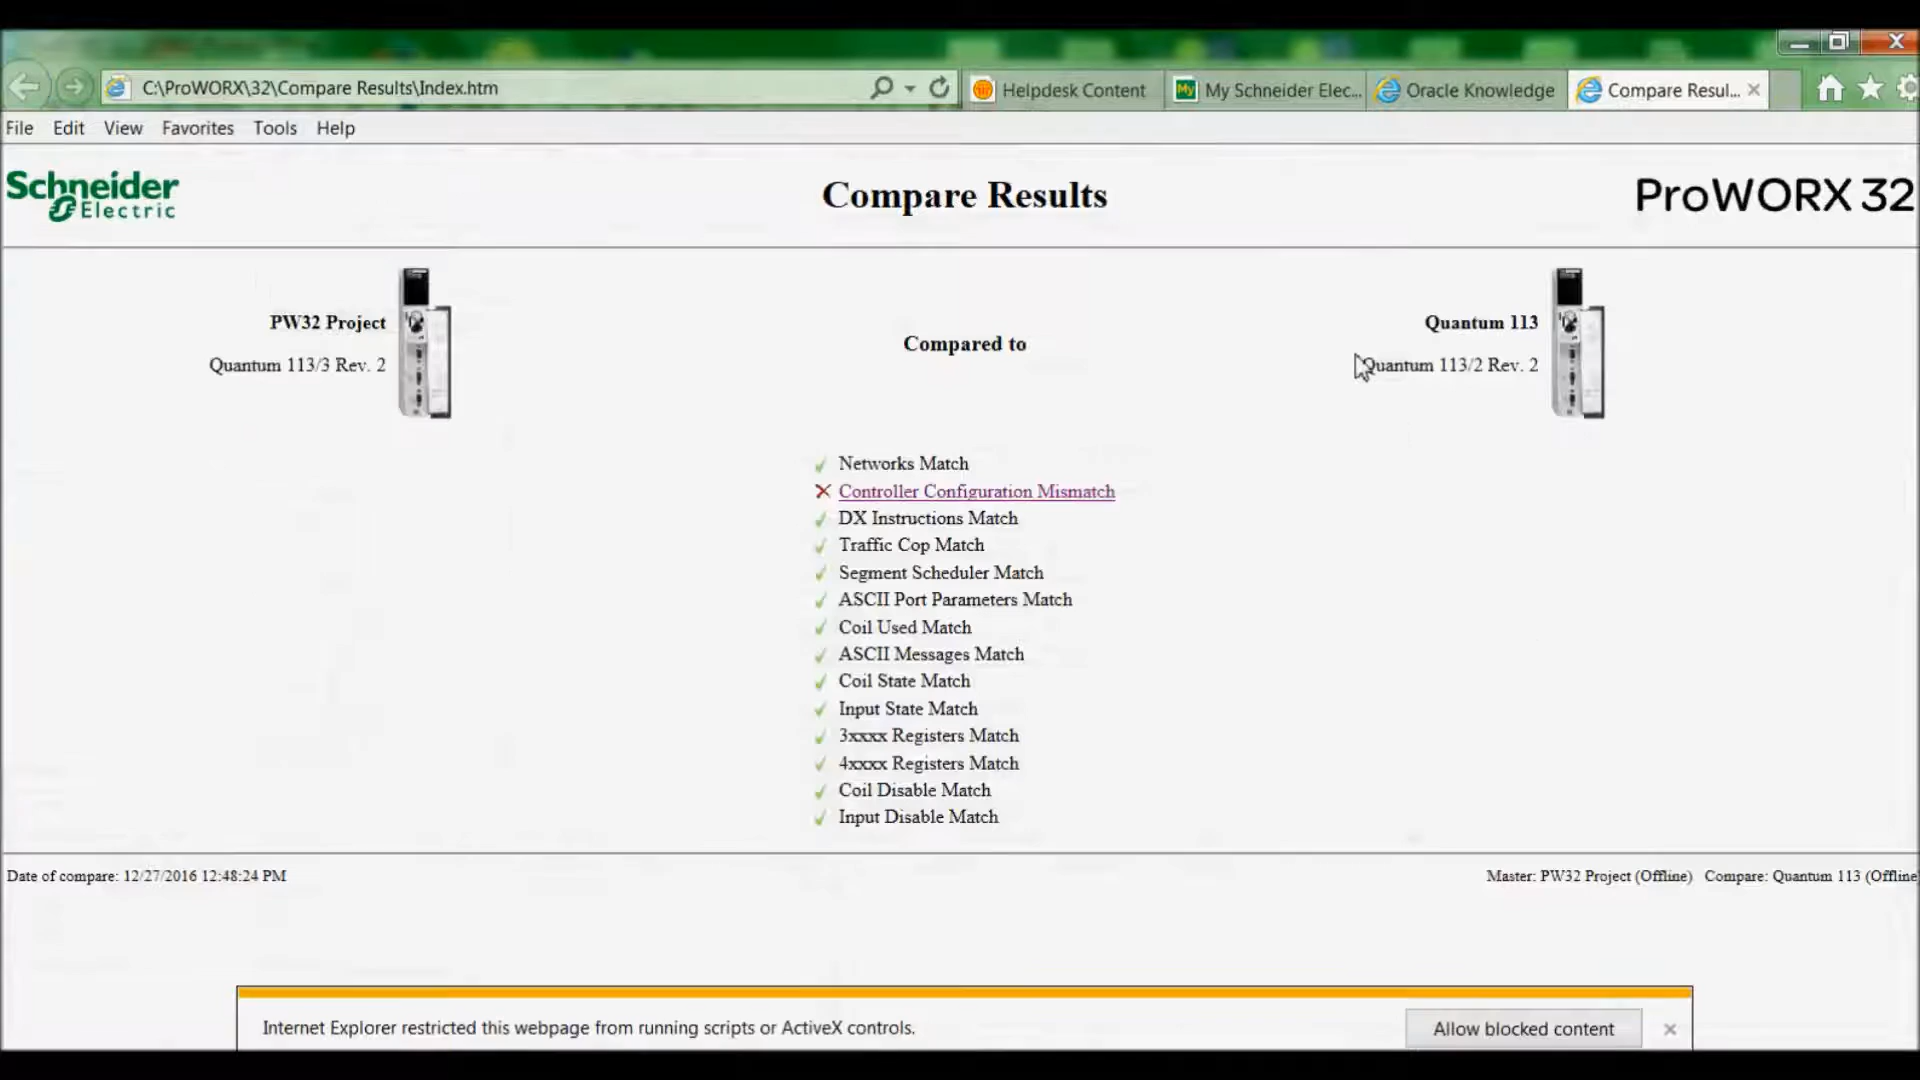 C:\ProWORX\32\Compare Results\Index.htm
Helpdesk Content
My Schneider Elec...
Oracle Knowledge
Compare Resul...
File Edit View Favorites Tools Help
Schneider Electric
Compare Results
ProWORX 32
PW32 Project
Quantum 113/3 Rev. 2
Compared to
Quantum 113
Quantum 113/2 Rev. 2
Networks Match
Controller Configuration Mismatch
DX Instructions Match
Traffic Cop Match
Segment Scheduler Match
ASCII Port Parameters Match
Coil Used Match
ASCII Messages Match
Coil State Match
Input State Match
3xxxx Registers Match
4xxxx Registers Match
Coil Disable Match
Input Disable Match
Date of compare: 12/27/2016 12:48:24 PM
Master: PW32 Project (Offline) Compare: Quantum 113 (Offline
Internet Explorer restricted this webpage from running scripts or ActiveX controls.
Allow blocked content